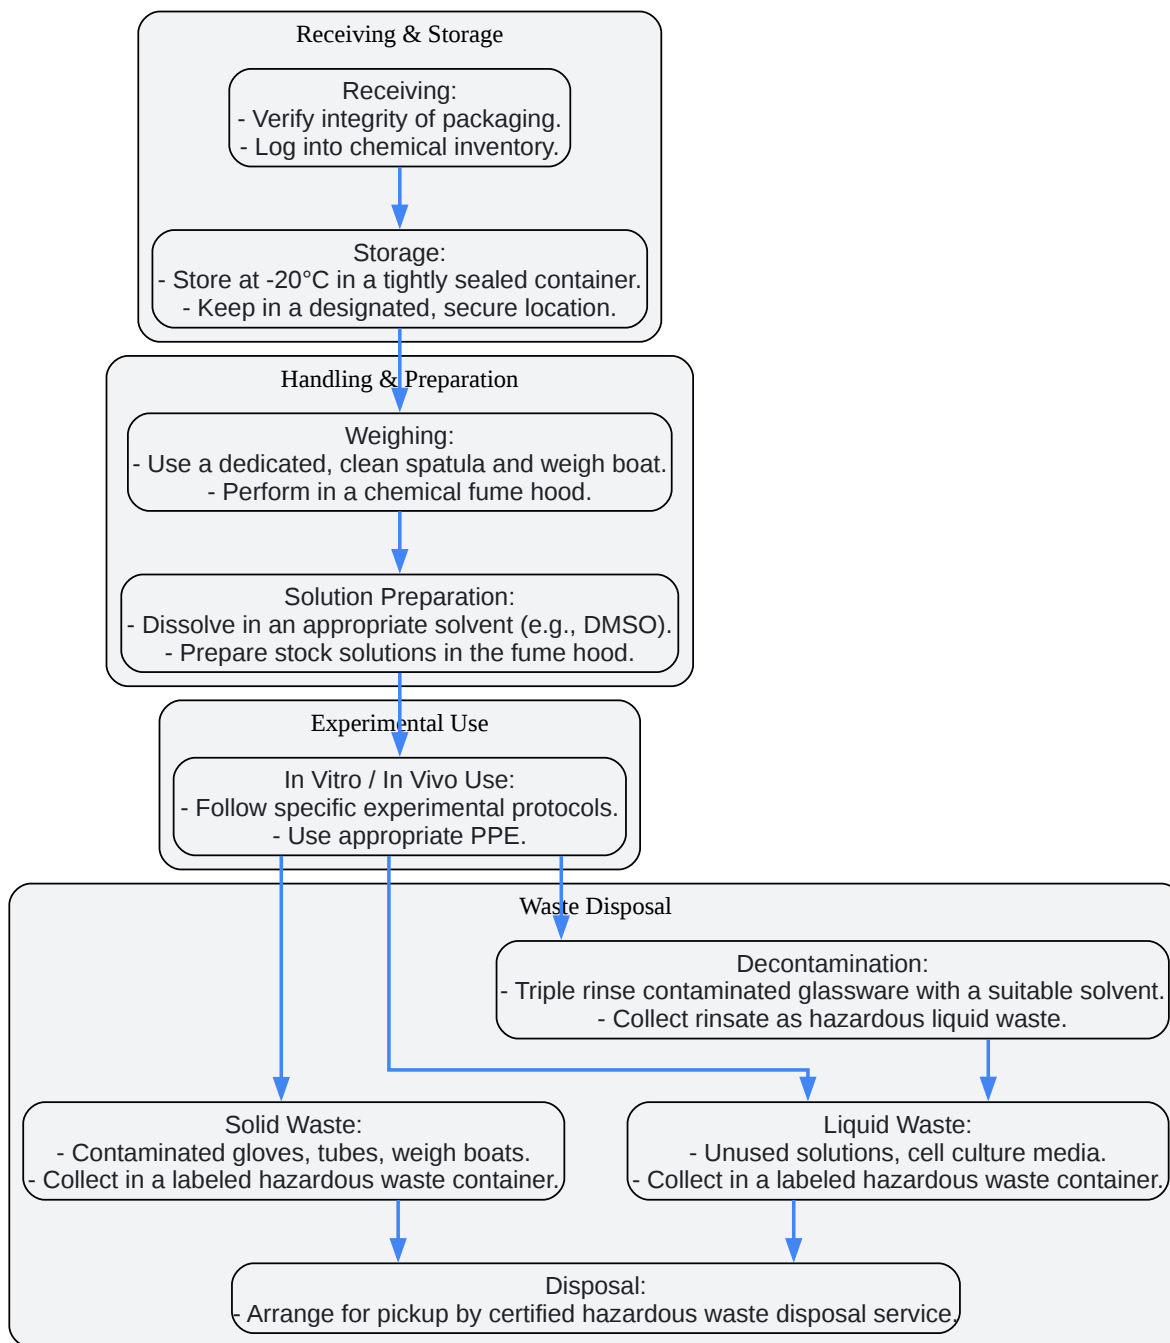 Receiving & Storage
Receiving:
- Verify integrity of packaging.
- Log into chemical inventory.
Storage:
- Store at -20°C in a tightly sealed container.
- Keep in a designated, secure location.
Handling & Preparation
Weighing:
- Use a dedicated, clean spatula and weigh boat.
- Perform in a chemical fume hood.
Solution Preparation:
- Dissolve in an appropriate solvent (e.g., DMSO).
- Prepare stock solutions in the fume hood.
Experimental Use
In Vitro / In Vivo Use:
- Follow specific experimental protocols.
- Use appropriate PPE.
Waste Disposal
Decontamination:
- Triple rinse contaminated glassware with a suitable solvent.
- Collect rinsate as hazardous liquid waste.
Solid Waste:
- Contaminated gloves, tubes, weigh boats.
- Collect in a labeled hazardous waste container.
Liquid Waste:
- Unused solutions, cell culture media.
- Collect in a labeled hazardous waste container.
Disposal:
- Arrange for pickup by certified hazardous waste disposal service.